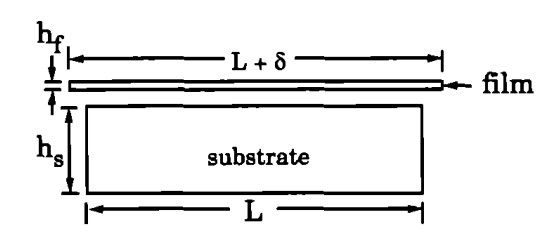 h_f
L + δ
film
h_s
substrate
L